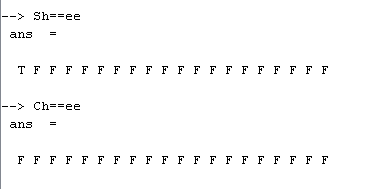 --> Sh==ee
ans =
T F F F F F F F F F F F F F F F F F F F
--> Ch==ee
ans =
F F F F F F F F F F F F F F F F F F F F